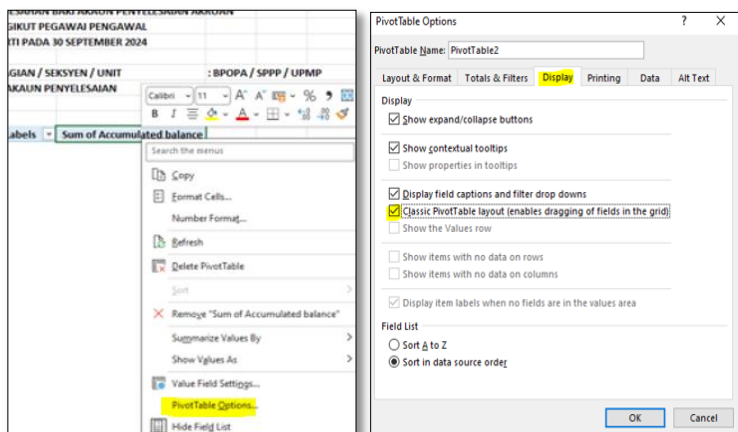 ESAHAN BAKI AKAUN PENYELESAIAN AKRUAN
GIKUT PEGAWAI PENGAWAL
RTI PADA 30 SEPTEMBER 2024
AGIAN / SEKSYEN / UNIT : BPOPA / SPPP / UPMP
AKAUN PENYELESAIAN
Calibri 11 A A % 9
B I A
abels Sum of Accumulated balance
Search the menus
Copy
Format Cells...
Number Format...
Refresh
Delete PivotTable
Sort
Remove "Sum of Accumulated balance"
Summarize Values By
Show Values As
Value Field Settings...
PivotTable Options...
Hide Field List
PivotTable Options ? X
PivotTable Name: PivotTable2
Layout & Format Totals & Filters Display Printing Data Alt Text
Display
Show expand/collapse buttons
Show contextual tooltips
Show properties in tooltips
Display field captions and filter drop downs
Classic PivotTable layout (enables dragging of fields in the grid)
Show the Values row
Show items with no data on rows
Show items with no data on columns
Display item labels when no fields are in the values area
Field List
Sort A to Z
Sort in data source order
OK Cancel